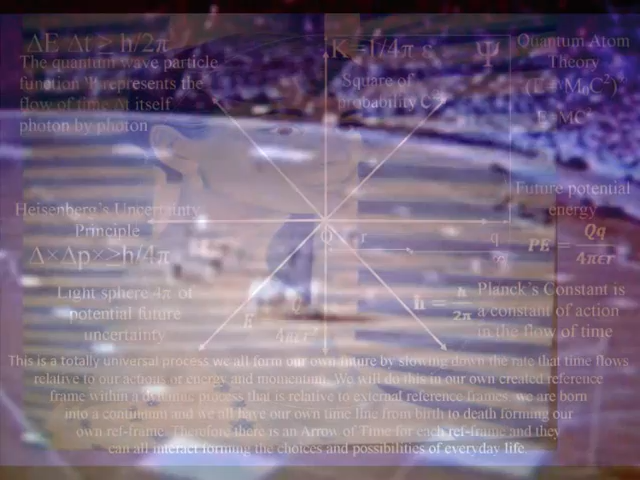 ΔE Δt ≥ h/2π
K=1/4π ε
Ψ
Quantum Atom
Theory
The quantum wave particle
function Ψ represents the
flow of time
itself
photon by photon
Square of
probability C²
(E=M₀C²)²
E=MC²
Heisenberg's Uncertainty
Principle
Δ×Δp×≥h/4π
Future potential
energy
Q r q
PE = Qq
4πεr
Light sphere 4π of
potential future
uncertainty
E Q
4πεr²
ħ = h
2π
Planck's Constant is
a constant of action
in the flow of time
This is a totally universal process we all form our own future by slowing down the rate that time flows
relative to our actions of energy and momentum. We will do this in our own created reference
frame within a dynamic process that is relative to external reference frames. we are born
into a continuum and we all have our own time line from birth to death forming our
own ref-frame. Therefore there is an Arrow of Time for each ref-frame and they
can all interact forming the choices and possibilities of everyday life.